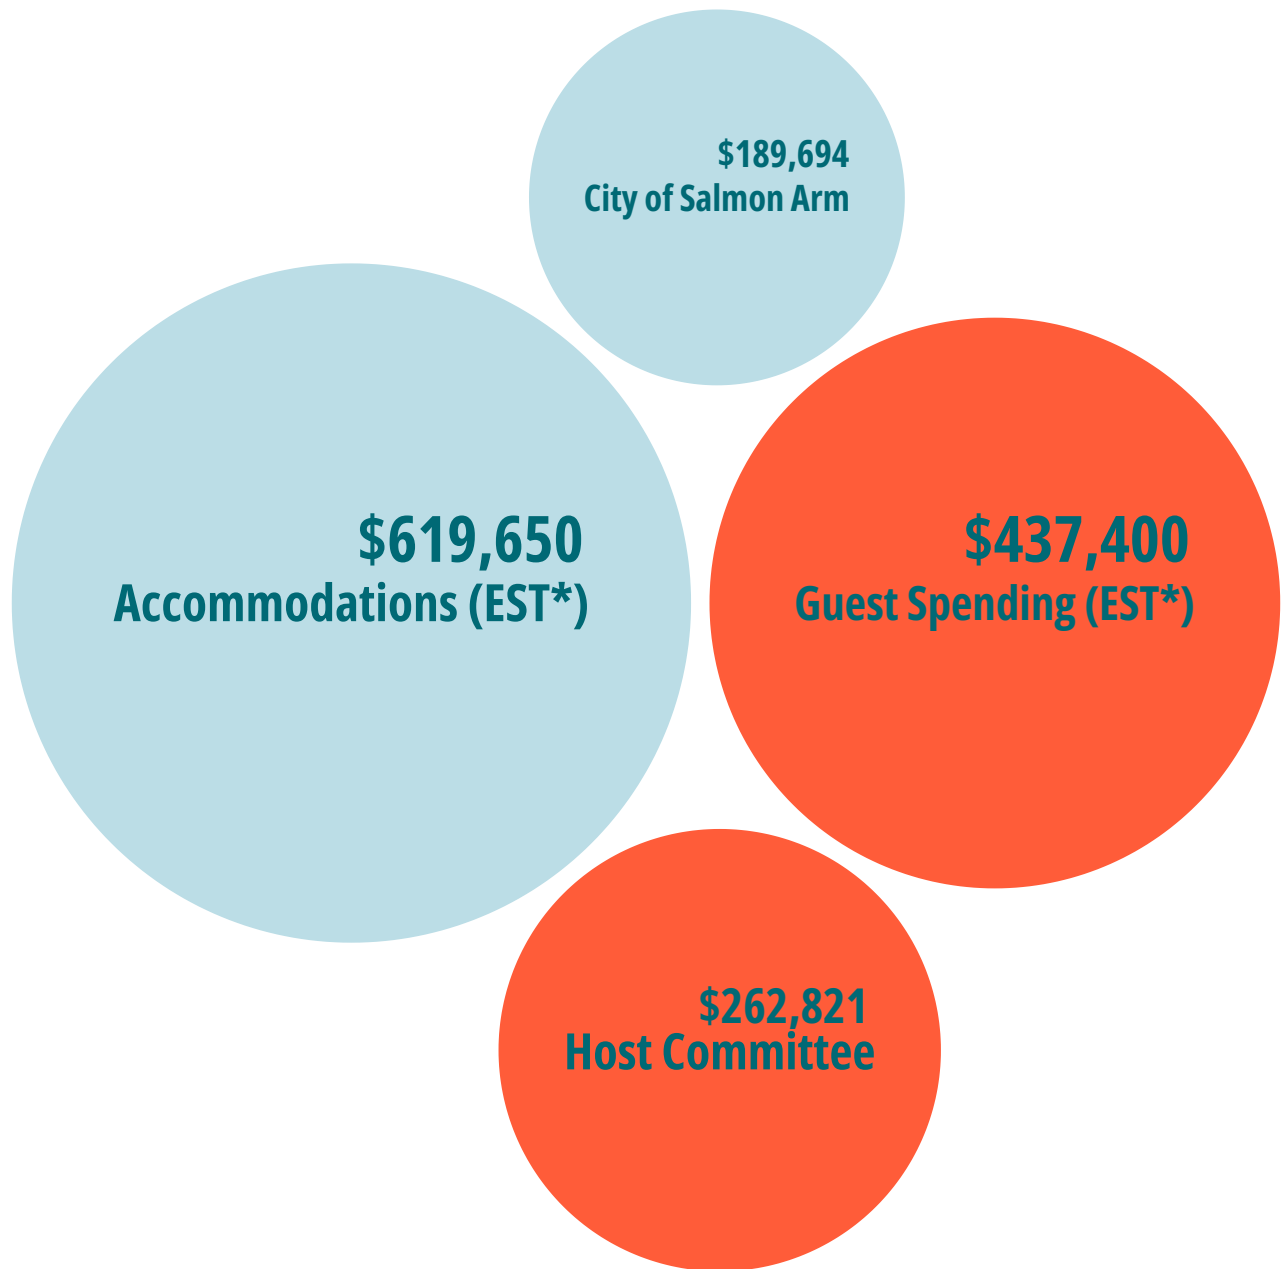 $189,694
City of Salmon Arm
$619,650
Accommodations (EST*)
$437,400
Guest Spending (EST*)
$262,821
Host Committee